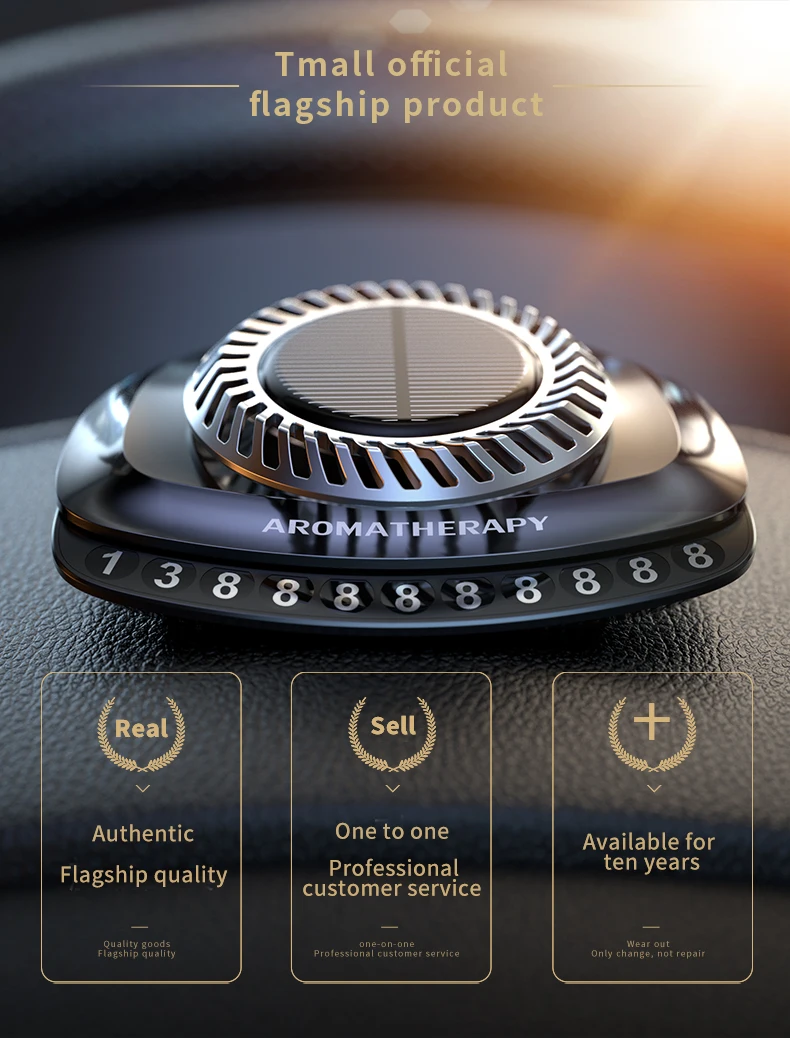 Tmall official
flagship product
AROMATHERAPY
1 3 8 8 8 8 8 8 8 8 8
Real
Authentic
Flagship quality
Quality goods
Flagship quality
Sell
One to one
Professional
customer service
one-on-one
Professional customer service
+
Available for
ten years
Wear out
Only change, not repair